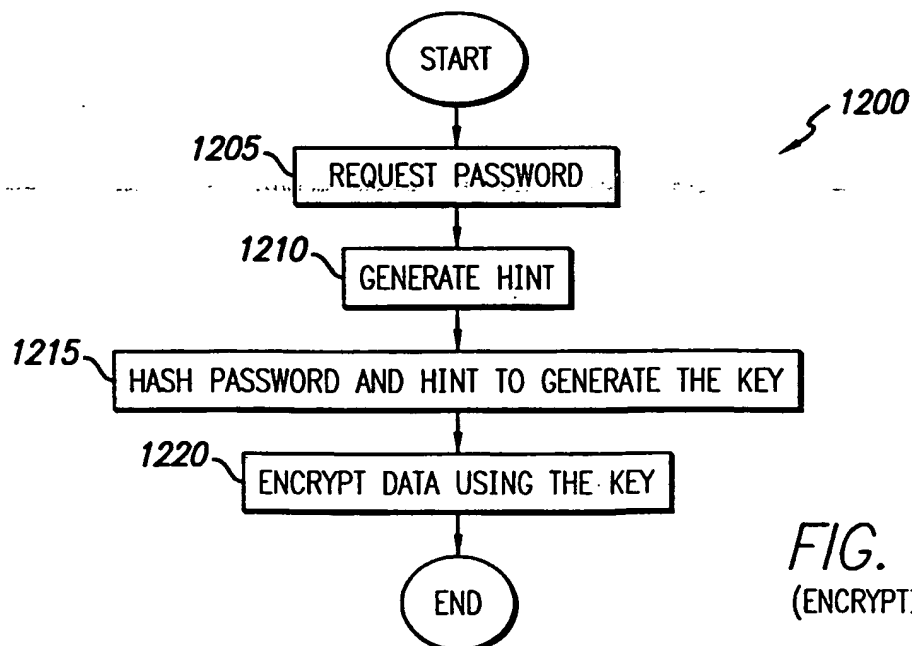 START
1200
1205
REQUEST PASSWORD
1210
GENERATE HINT
1215
HASH PASSWORD AND HINT TO GENERATE THE KEY
1220
ENCRYPT DATA USING THE KEY
FIG.
END